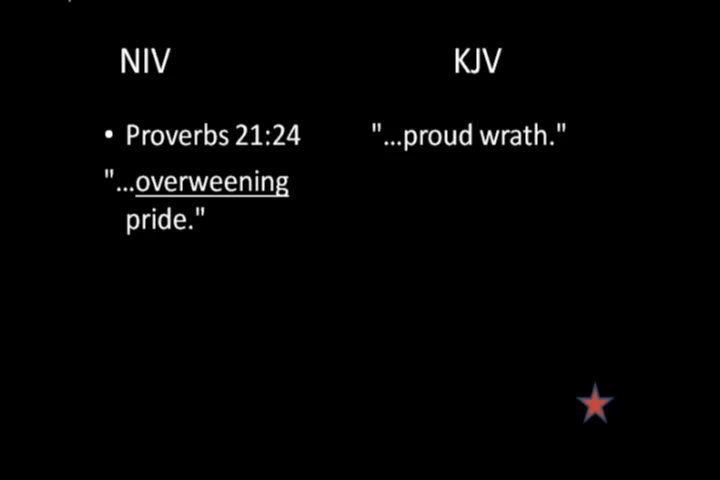 NIV
KJV
• Proverbs 21:24
"...overweening
pride."
"...proud wrath."